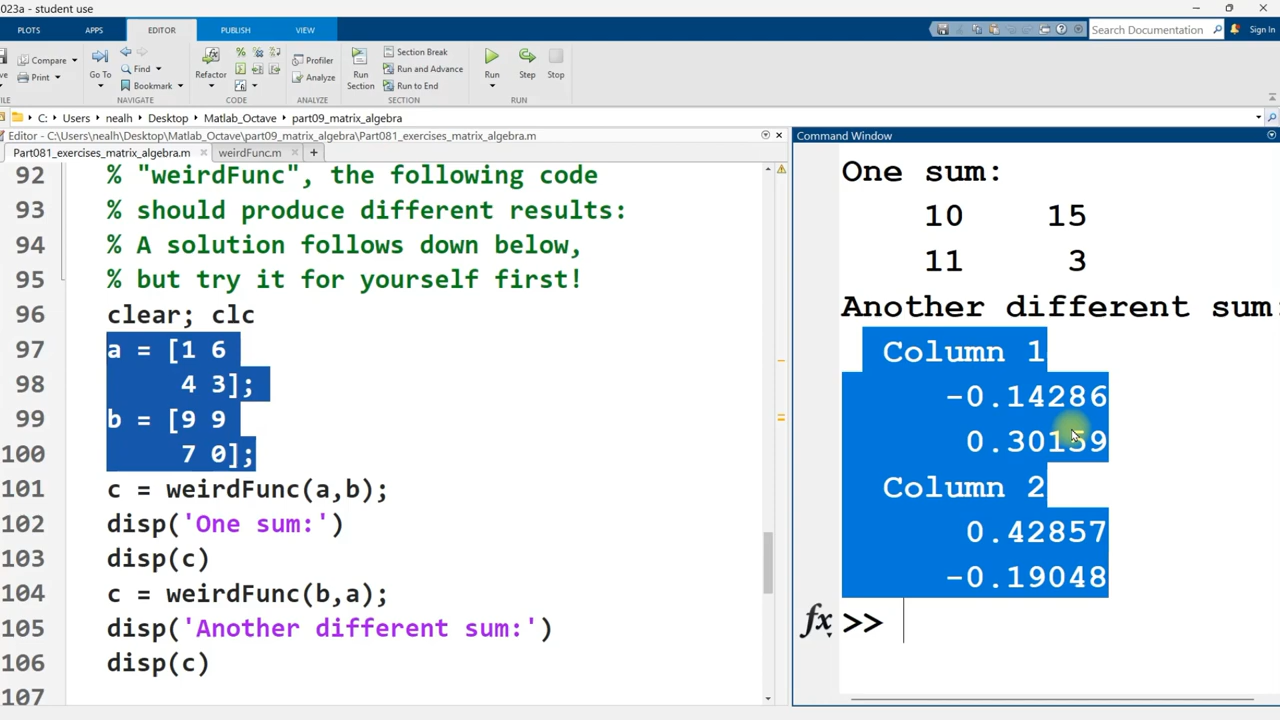 023a - student use
PLOTS APPS EDITOR PUBLISH VIEW
Search Documentation Sign In
Compare Print Go To Find Bookmark Refactor Profiler Analyze Run Section Section Break Run and Advance Run to End Run Step Stop
NAVIGATE CODE ANALYZE SECTION RUN
C: Users nealh Desktop Matlab_Octave part09_matrix_algebra
Editor - C:\Users\nealh\Desktop\Matlab_Octave\part09_matrix_algebra\Part081_exercises_matrix_algebra.m
Part081_exercises_matrix_algebra.m weirdFunc.m
92 % "weirdFunc", the following code
93 % should produce different results:
94 % A solution follows down below,
95 % but try it for yourself first!
96 clear; clc
97 a = [1 6
98 4 3];
99 b = [9 9
100 7 0];
101 c = weirdFunc(a,b);
102 disp('One sum:')
103 disp(c)
104 c = weirdFunc(b,a);
105 disp('Another different sum:')
106 disp(c)
107
Command Window
One sum:
10 15
11 3
Another different sum:
Column 1
-0.14286
0.30159
Column 2
0.42857
-0.19048
fx >>